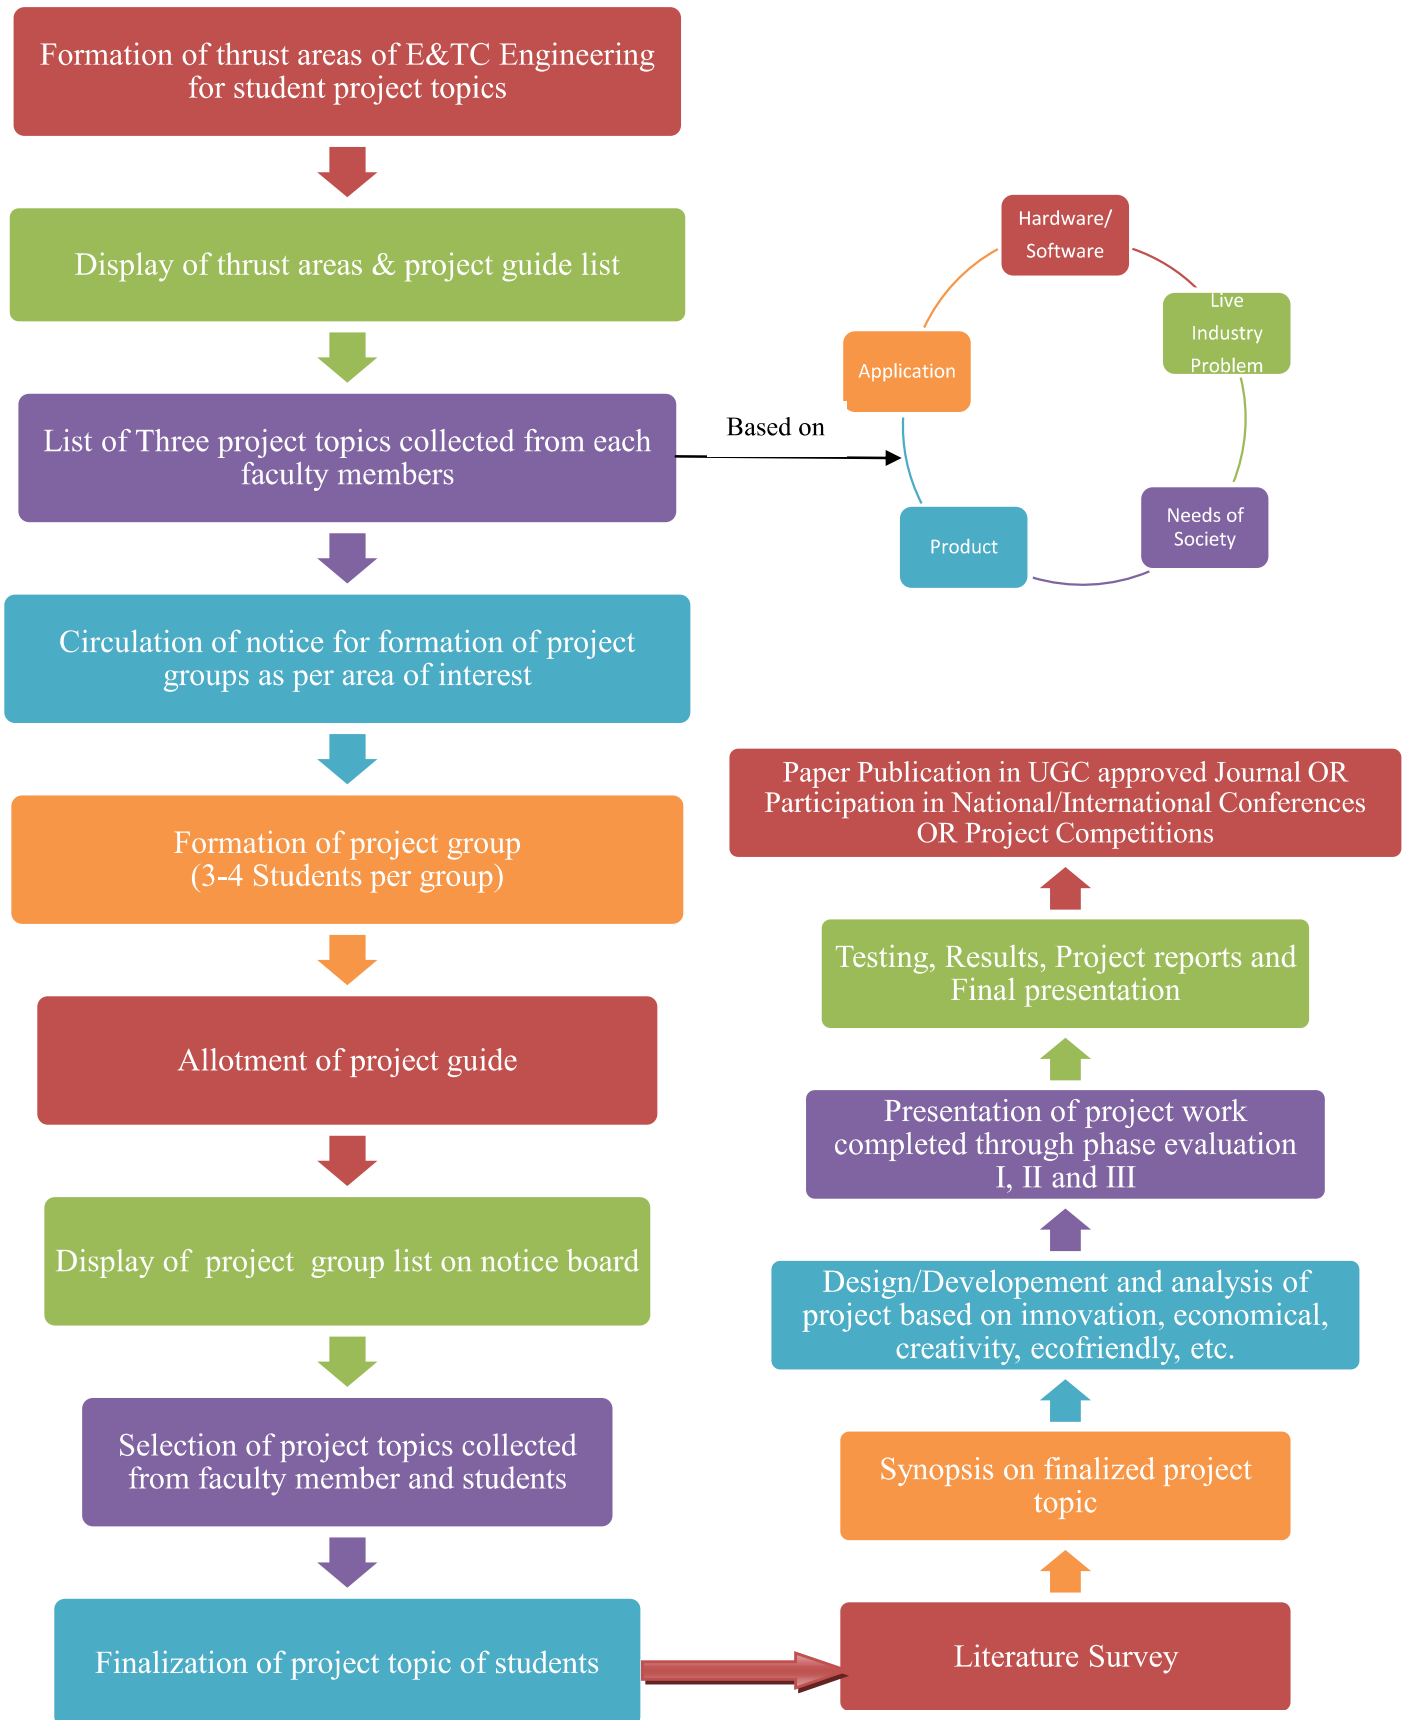 Formation of thrust areas of E&TC Engineering
for student project topics
Display of thrust areas & project guide list
List of Three project topics collected from each
faculty members
Based on
Hardware/
Software
Live
Industry
Problem
Needs of
Society
Product
Application
Circulation of notice for formation of project
groups as per area of interest
Formation of project group
(3-4 Students per group)
Allotment of project guide
Display of  project  group list on notice board
Selection of project topics collected
from faculty member and students
Finalization of project topic of students
Literature Survey
Synopsis on finalized project
topic
Design/Developement and analysis of
project based on innovation, economical,
creativity, ecofriendly, etc.
Presentation of project work
completed through phase evaluation
I, II and III
Testing, Results, Project reports and
Final presentation
Paper Publication in UGC approved Journal OR
Participation in National/International Conferences
OR Project Competitions